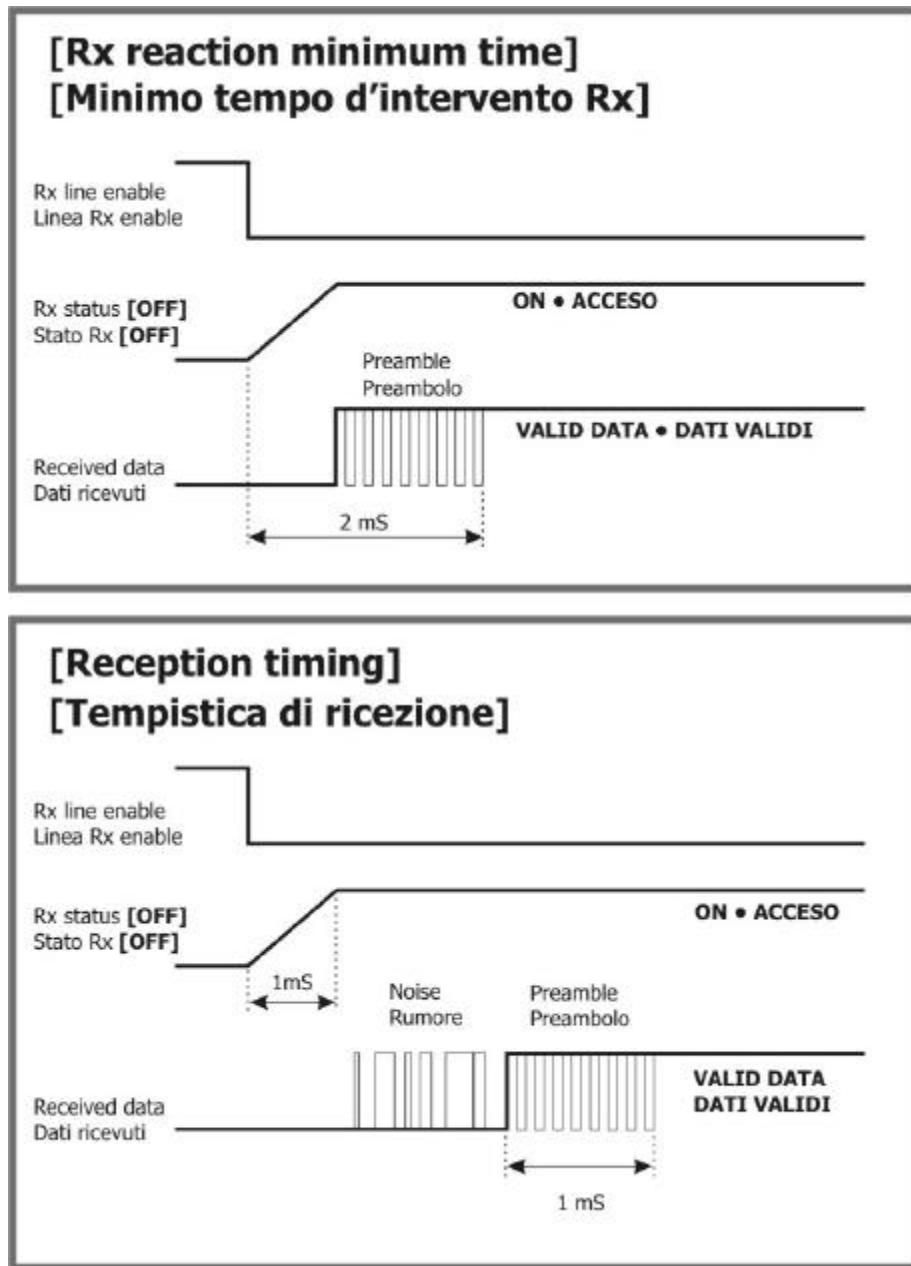 [Rx reaction minimum time]
[Minimo tempo d'intervento Rx]
Rx line enable
Linea Rx enable
Rx status [OFF]
Stato Rx [OFF]
ON • ACCESO
Preamble
Preambolo
VALID DATA • DATI VALIDI
Received data
Dati ricevuti
2 mS
[Reception timing]
[Tempistica di ricezione]
Rx line enable
Linea Rx enable
Rx status [OFF]
Stato Rx [OFF]
ON • ACCESO
1mS
Noise
Rumore
Preamble
Preambolo
VALID DATA
DATI VALIDI
Received data
Dati ricevuti
1 mS